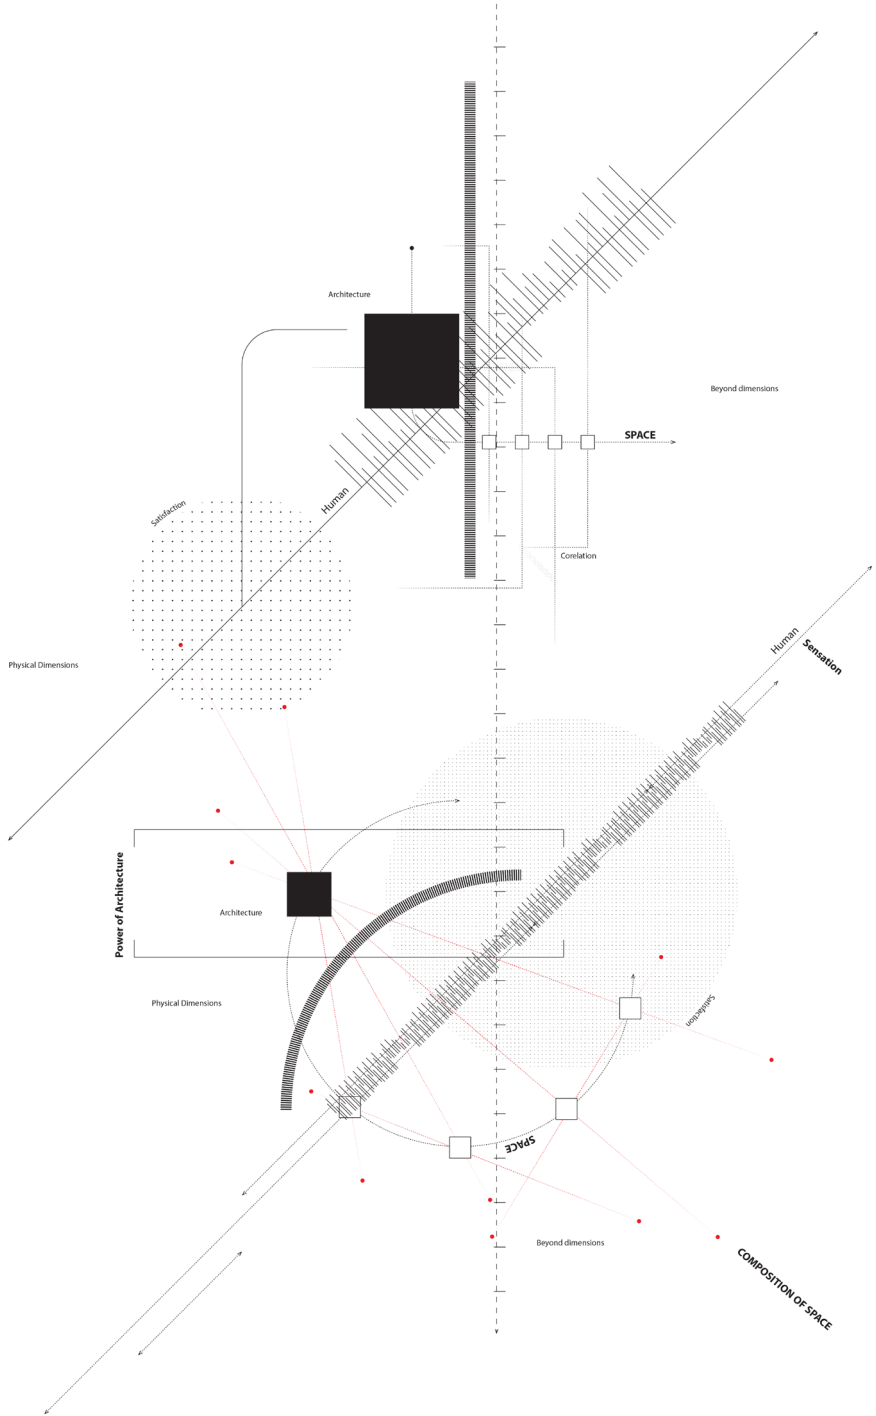 Architecture
Beyond dimensions
SPACE
Human
Satisfaction
Corelation
Physical Dimensions
Human
Sensation
Power of Architecture
Architecture
Physical Dimensions
Satisfaction
SPACE
Beyond dimensions
COMPOSITION OF SPACE